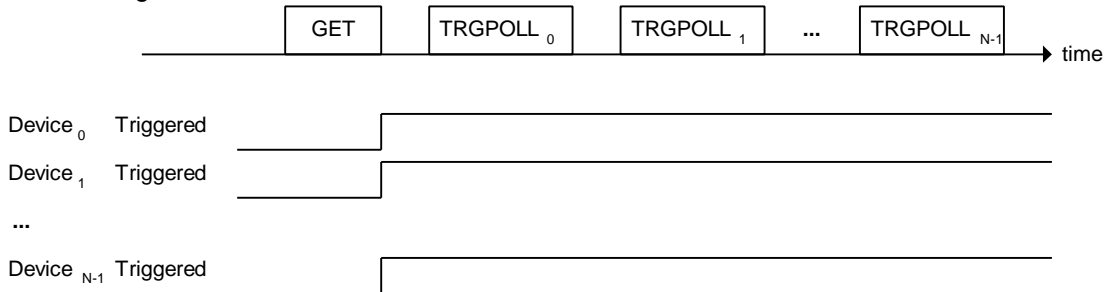 GET TRGPOLL 0 TRGPOLL 1 ... TRGPOLL N-1
time
Device 0 Triggered
Device 1 Triggered
...
Device N-1 Triggered